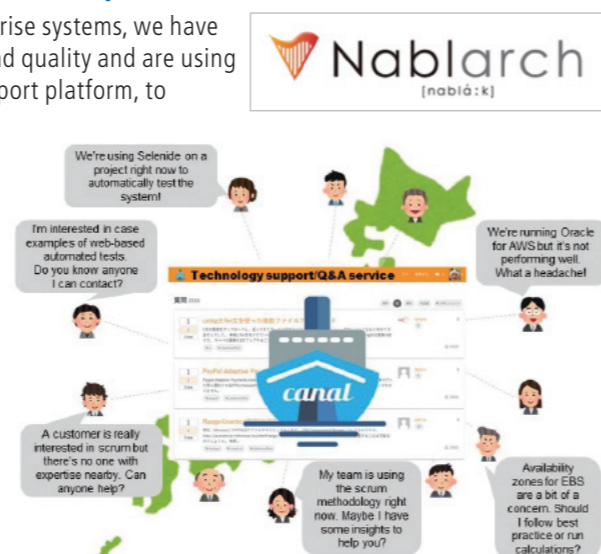 rise systems, we have
nd quality and are using
port platform, to
Nablarch
[nablá:k]
We're using Selenide on a
project right now to
automatically test the
system!
I'm interested in case
examples of web-based
automated tests.
Do you know anyone
I can contact?
We're running Oracle
for AWS but it's not
performing well.
What a headache!
Technology support/Q&A service
質問
canal
A customer is really
interested in scrum but
there's no one with
expertise nearby. Can
anyone help?
My team is using
the scrum
methodology right
now. Maybe I have
some insights to
help you?
Availability
zones for EBS
are a bit of a
concern. Should
I follow best
practice or run
calculations?